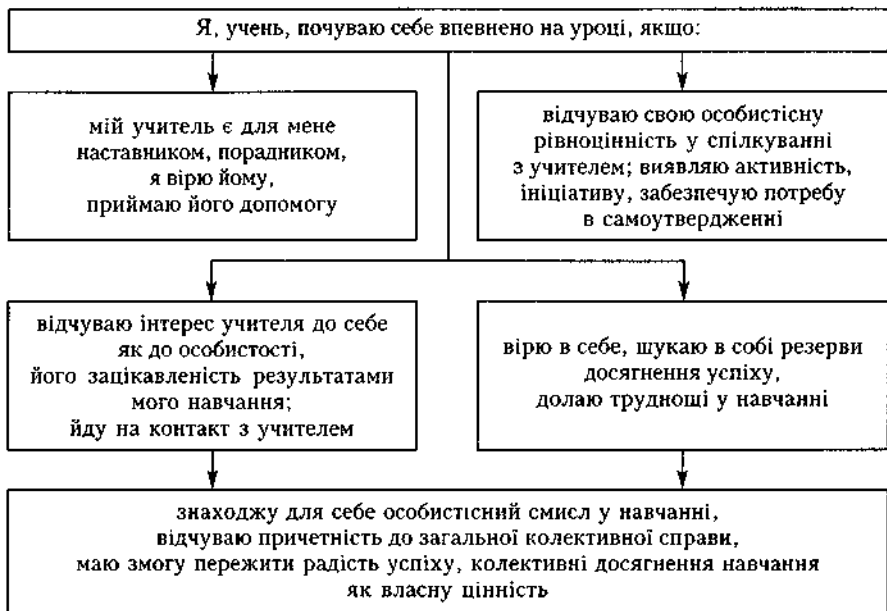 Я, учень, почуваю себе впевнено на уроці, якщо:
мій учитель є для мене
наставником, порадником,
я вірю йому,
приймаю його допомогу
відчуваю свою особистісну
рівноцінність у спілкуванні
з учителем; виявляю активність,
ініціативу, забезпечую потребу
в самоутвердженні
відчуваю інтерес учителя до себе
як до особистості,
його зацікавленість результатами
мого навчання;
йду на контакт з учителем
вірю в себе, шукаю в собі резерви
досягнення успіху,
долаю труднощі у навчанні
знаходжу для себе особистісний смисл у навчанні,
відчуваю причетність до загальної колективної справи,
маю змогу пережити радість успіху, колективні досягнення навчання
як власну цінність